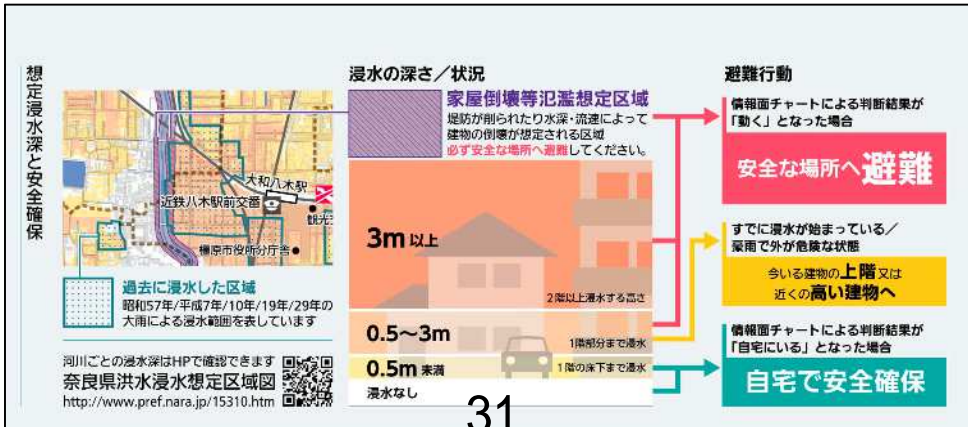 想定浸水深と安全確保
大和八木駅
近鉄八木駅前交番
観光
橿原市役所分庁舎
過去に浸水した区域
昭和57年/平成7年/10年/19年/29年の
大雨による浸水範囲を表しています
河川ごとの浸水深はHPで確認できます
奈良県洪水浸水想定区域図
http://www.pref.nara.jp/15310.htm
浸水の深さ／状況
家屋倒壊等氾濫想定区域
堤防が削られたり水深・流速によって
建物の倒壊が想定される区域
必ず安全な場所へ避難してください。
3m以上
2階以上浸水する高さ
0.5～3m
1階部分まで浸水
0.5m未満
1階の床下まで浸水
浸水なし
避難行動
情報面チャートによる判断結果が
「動く」となった場合
安全な場所へ避難
すでに浸水が始まっている／
豪雨で外が危険な状態
今いる建物の上階又は
近くの高い建物へ
情報面チャートによる判断結果が
「自宅にいる」となった場合
自宅で安全確保
31